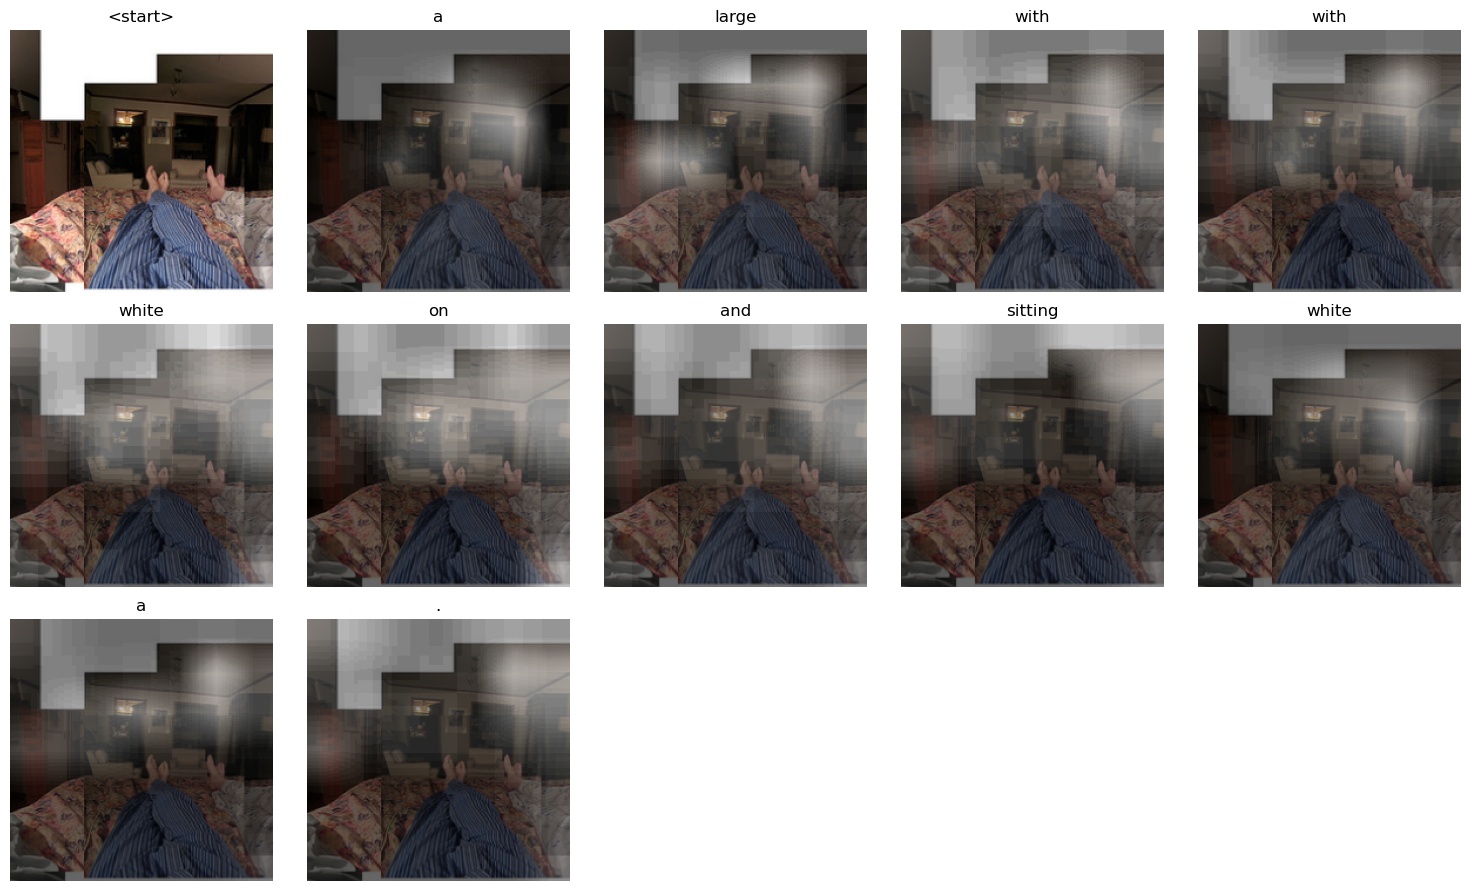 <start> a large with with
white on and sitting white
a .